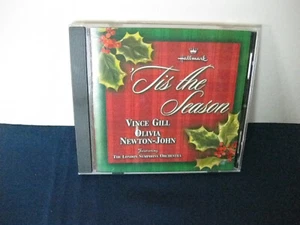 Hallmark
'Tis the
Season
VINCE GILL
OLIVIA
NEWTON-JOHN
Featuring
THE LONDON SYMPHONY ORCHESTRA